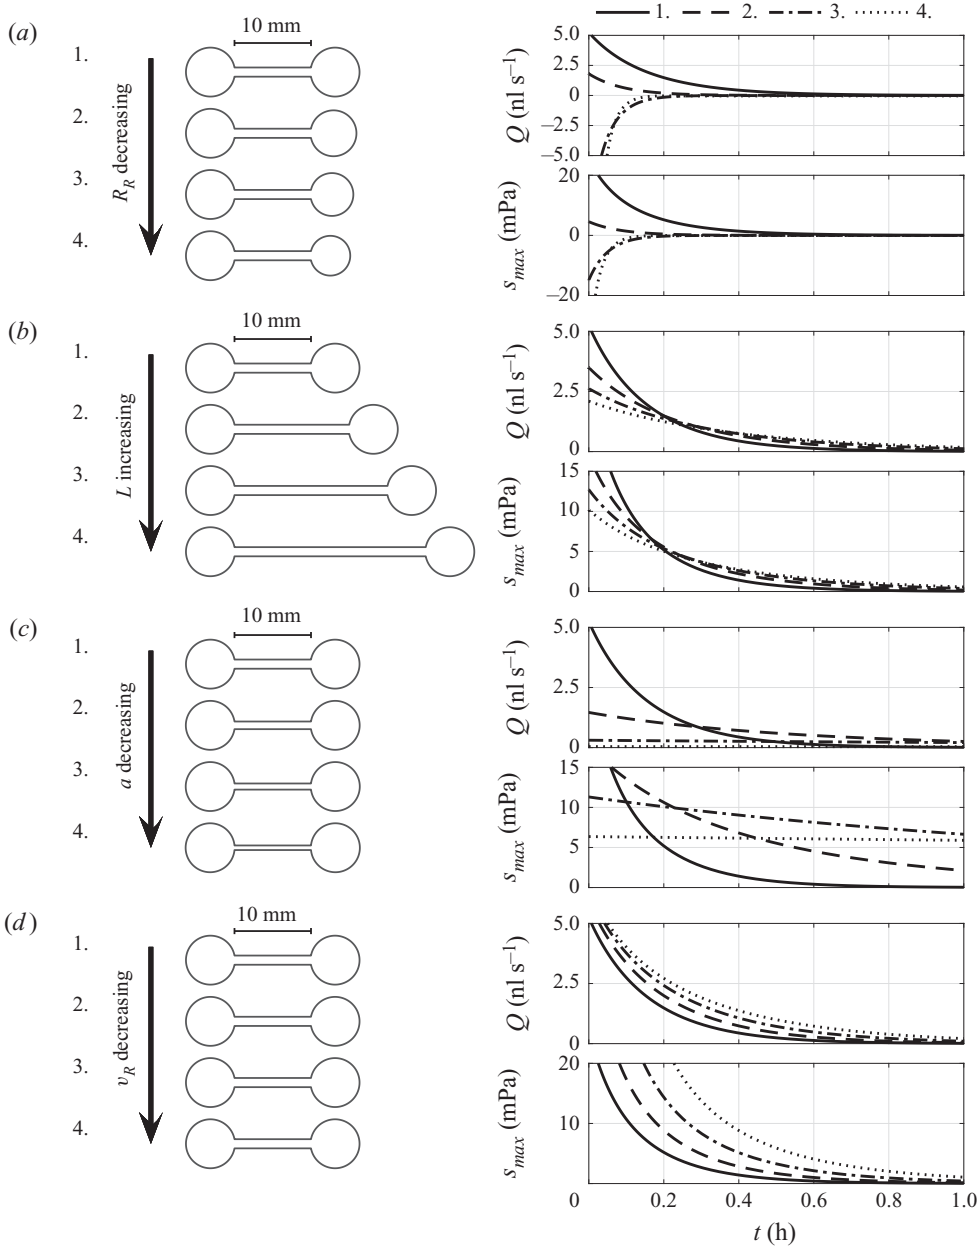 1. 2. 3. 4.
(a)
10 mm
1.
2.
3.
4.
R_R decreasing
5.0
2.5
0
−2.5
−5.0
Q (nl s⁻¹)
20
0
−20
s_max (mPa)
(b)
10 mm
1.
2.
3.
4.
L increasing
5.0
2.5
0
Q (nl s⁻¹)
15
10
5
0
s_max (mPa)
(c)
10 mm
1.
2.
3.
4.
a decreasing
5.0
2.5
0
Q (nl s⁻¹)
15
10
5
0
s_max (mPa)
(d)
10 mm
1.
2.
3.
4.
v_R decreasing
5.0
2.5
0
Q (nl s⁻¹)
20
10
s_max (mPa)
0 0.2 0.4 0.6 0.8 1.0
t (h)